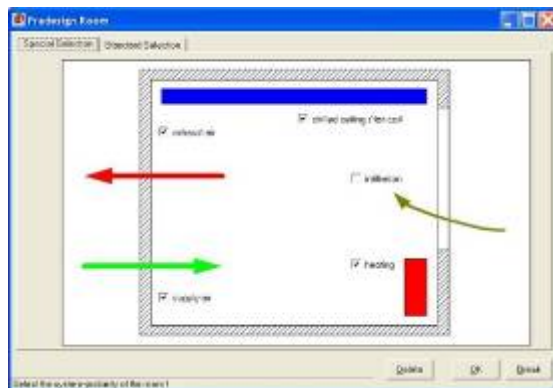 Predesign Room
Special Selection
Standard Selection
chilled ceiling / fan coil
exhaust air
infiltration
heating
supply air
Delete
OK
Break
Select the system-polarity of the room !